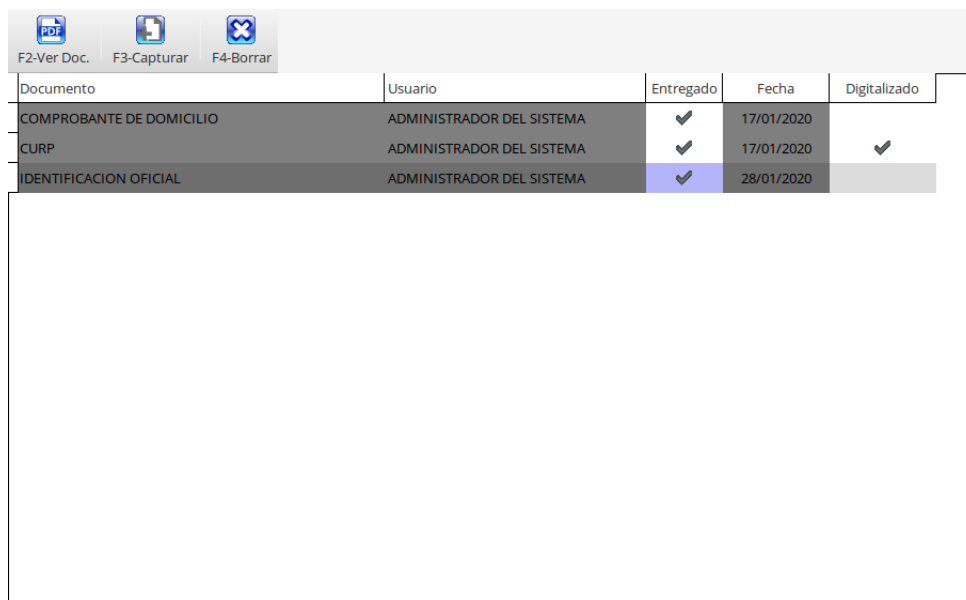 PDF
F2-Ver Doc. F3-Capturar F4-Borrar
Documento Usuario Entregado Fecha Digitalizado
COMPROBANTE DE DOMICILIO ADMINISTRADOR DEL SISTEMA 17/01/2020
CURP ADMINISTRADOR DEL SISTEMA 17/01/2020
IDENTIFICACION OFICIAL ADMINISTRADOR DEL SISTEMA 28/01/2020